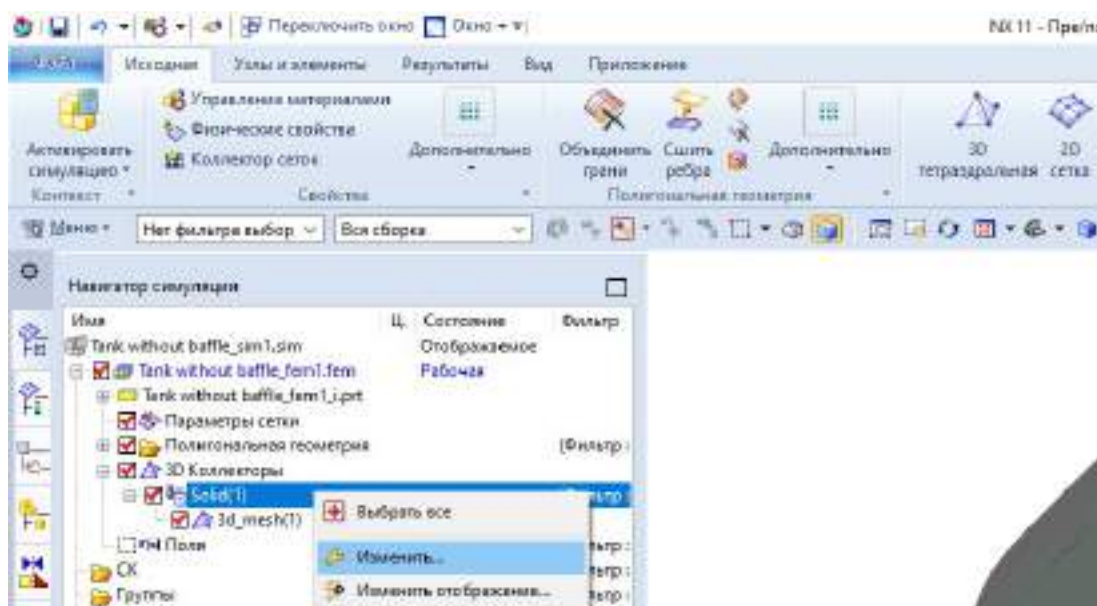 Переключить окно Окно
NX 11 - Пре/п
Исходная Узлы и элементы Результаты Вид Приложение
Активировать симуляцию
Управление материалами
Физические свойства
Коллектор сеток
Дополнительно
Объединить грани
Сшить ребра
Дополнительно
3D тетраэдральная
2D сетка
Контекст
Свойства
Полигональная геометрия
Меню Нет фильтра выбор Вся сборка
Навигатор симуляции
Имя Ц. Состояние Фильтр
Tank without baffle_sim1.sim Отображаемое
Tank without baffle_fem1.fem Рабочая
Tank without baffle_fem1_i.prt
Параметры сетки
Полигональная геометрия (Фильтр :
3D Коллекторы
Solid(1)
3d_mesh(1)
Выбрать все
Поля
Изменить...
СК
Группы
Изменить отображение...